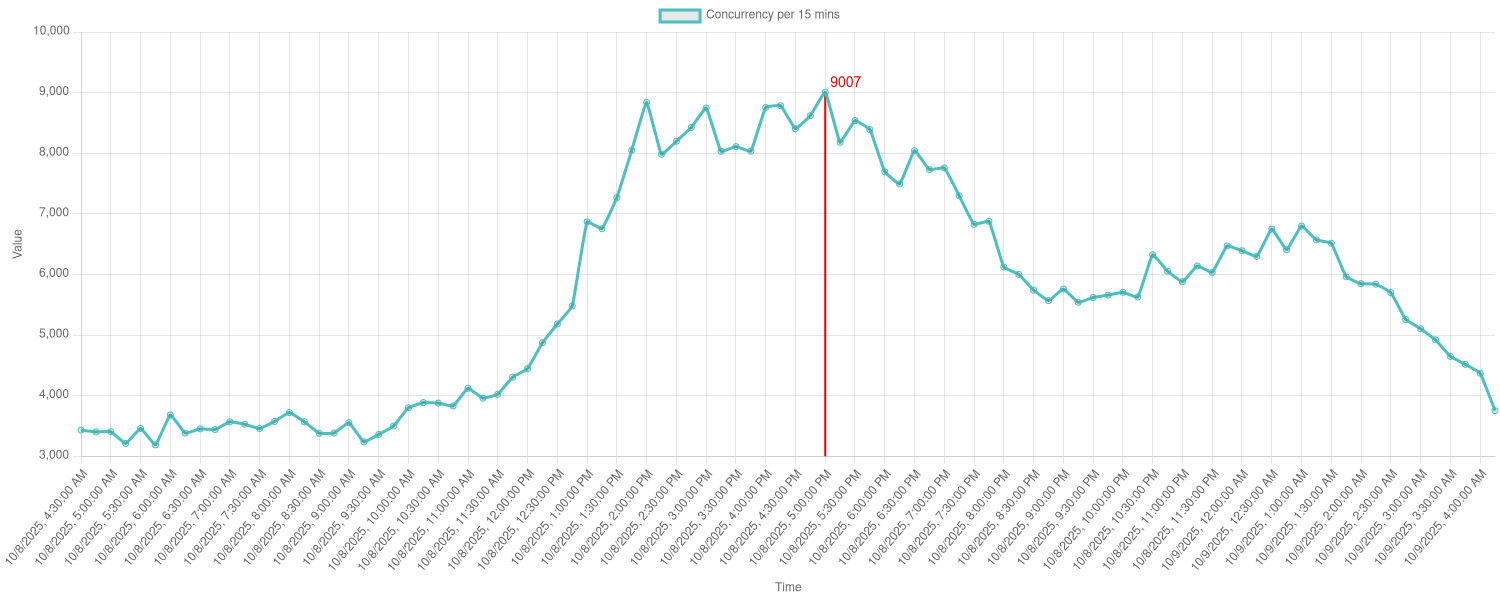 Concurrency per 15 mins
10,000
9,000
8,000
7,000
6,000
5,000
4,000
3,000
Value
9007
10/8/2025, 4:30:00 AM
10/8/2025, 5:00:00 AM
10/8/2025, 5:30:00 AM
10/8/2025, 6:00:00 AM
10/8/2025, 6:30:00 AM
10/8/2025, 7:00:00 AM
10/8/2025, 7:30:00 AM
10/8/2025, 8:00:00 AM
10/8/2025, 8:30:00 AM
10/8/2025, 9:00:00 AM
10/8/2025, 9:30:00 AM
10/8/2025, 10:00:00 AM
10/8/2025, 10:30:00 AM
10/8/2025, 11:00:00 AM
10/8/2025, 11:30:00 AM
10/8/2025, 12:00:00 PM
10/8/2025, 12:30:00 PM
10/8/2025, 1:00:00 PM
10/8/2025, 1:30:00 PM
10/8/2025, 2:00:00 PM
10/8/2025, 2:30:00 PM
10/8/2025, 3:00:00 PM
10/8/2025, 3:30:00 PM
10/8/2025, 4:00:00 PM
10/8/2025, 4:30:00 PM
10/8/2025, 5:00:00 PM
10/8/2025, 5:30:00 PM
10/8/2025, 6:00:00 PM
10/8/2025, 6:30:00 PM
10/8/2025, 7:00:00 PM
10/8/2025, 7:30:00 PM
10/8/2025, 8:00:00 PM
10/8/2025, 8:30:00 PM
10/8/2025, 9:00:00 PM
10/8/2025, 9:30:00 PM
10/8/2025, 10:00:00 PM
10/8/2025, 10:30:00 PM
10/8/2025, 11:00:00 PM
10/8/2025, 11:30:00 PM
10/9/2025, 12:00:00 AM
10/9/2025, 12:30:00 AM
10/9/2025, 1:00:00 AM
10/9/2025, 1:30:00 AM
10/9/2025, 2:00:00 AM
10/9/2025, 2:30:00 AM
10/9/2025, 3:00:00 AM
10/9/2025, 3:30:00 AM
10/9/2025, 4:00:00 AM
Time